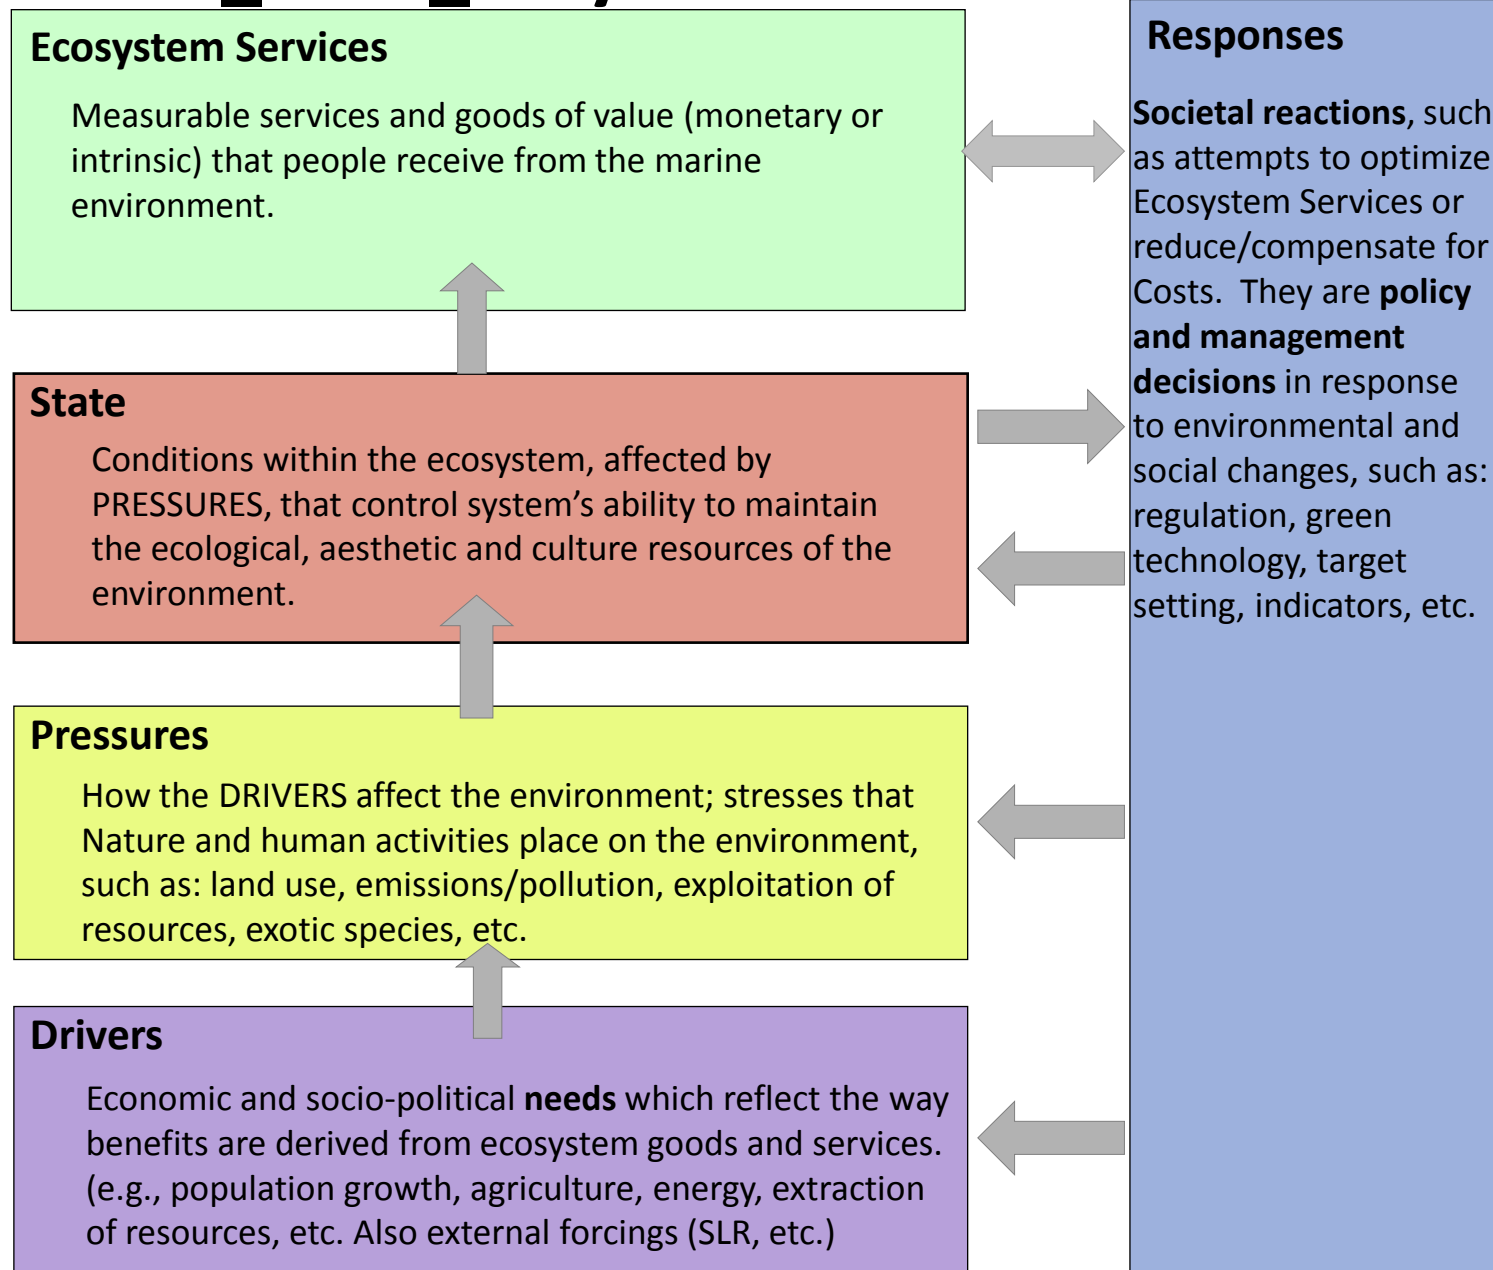 Ecosystem Services
Measurable services and goods of value (monetary or
intrinsic) that people receive from the marine
environment.
State
Conditions within the ecosystem, affected by
PRESSURES, that control system’s ability to maintain
the ecological, aesthetic and culture resources of the
environment.
Pressures
How the DRIVERS affect the environment; stresses that
Nature and human activities place on the environment,
such as: land use, emissions/pollution, exploitation of
resources, exotic species, etc.
Drivers
Economic and socio-political needs which reflect the way
benefits are derived from ecosystem goods and services.
(e.g., population growth, agriculture, energy, extraction
of resources, etc. Also external forcings (SLR, etc.)
Responses
Societal reactions, such
as attempts to optimize
Ecosystem Services or
reduce/compensate for
Costs.  They are policy
and management
decisions in response
to environmental and
social changes, such as:
regulation, green
technology, target
setting, indicators, etc.